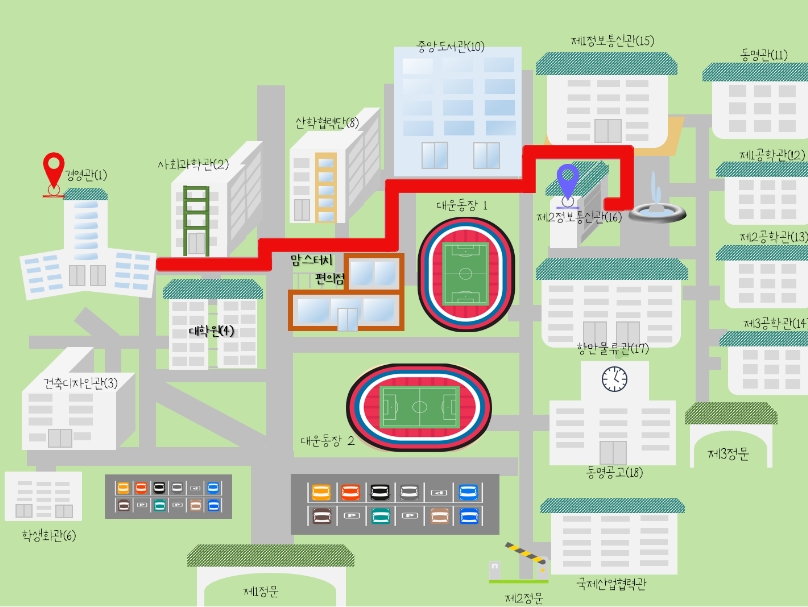 중앙도서관(10)
제1정보통신관(15)
동명관(11)
산학협력단(8)
사회과학관(2)
경영관(1)
제1공학관(12)
대운동장 1
제2정보통신관(16)
제2공학관(13)
맘스터치
편의점
대학원(4)
제3공학관(14
항만물류관(17)
건축디자인관(3)
대운동장 2
제3정문
동명공고(18)
학생회관(6)
국제산업협력관
제1정문
제2정문